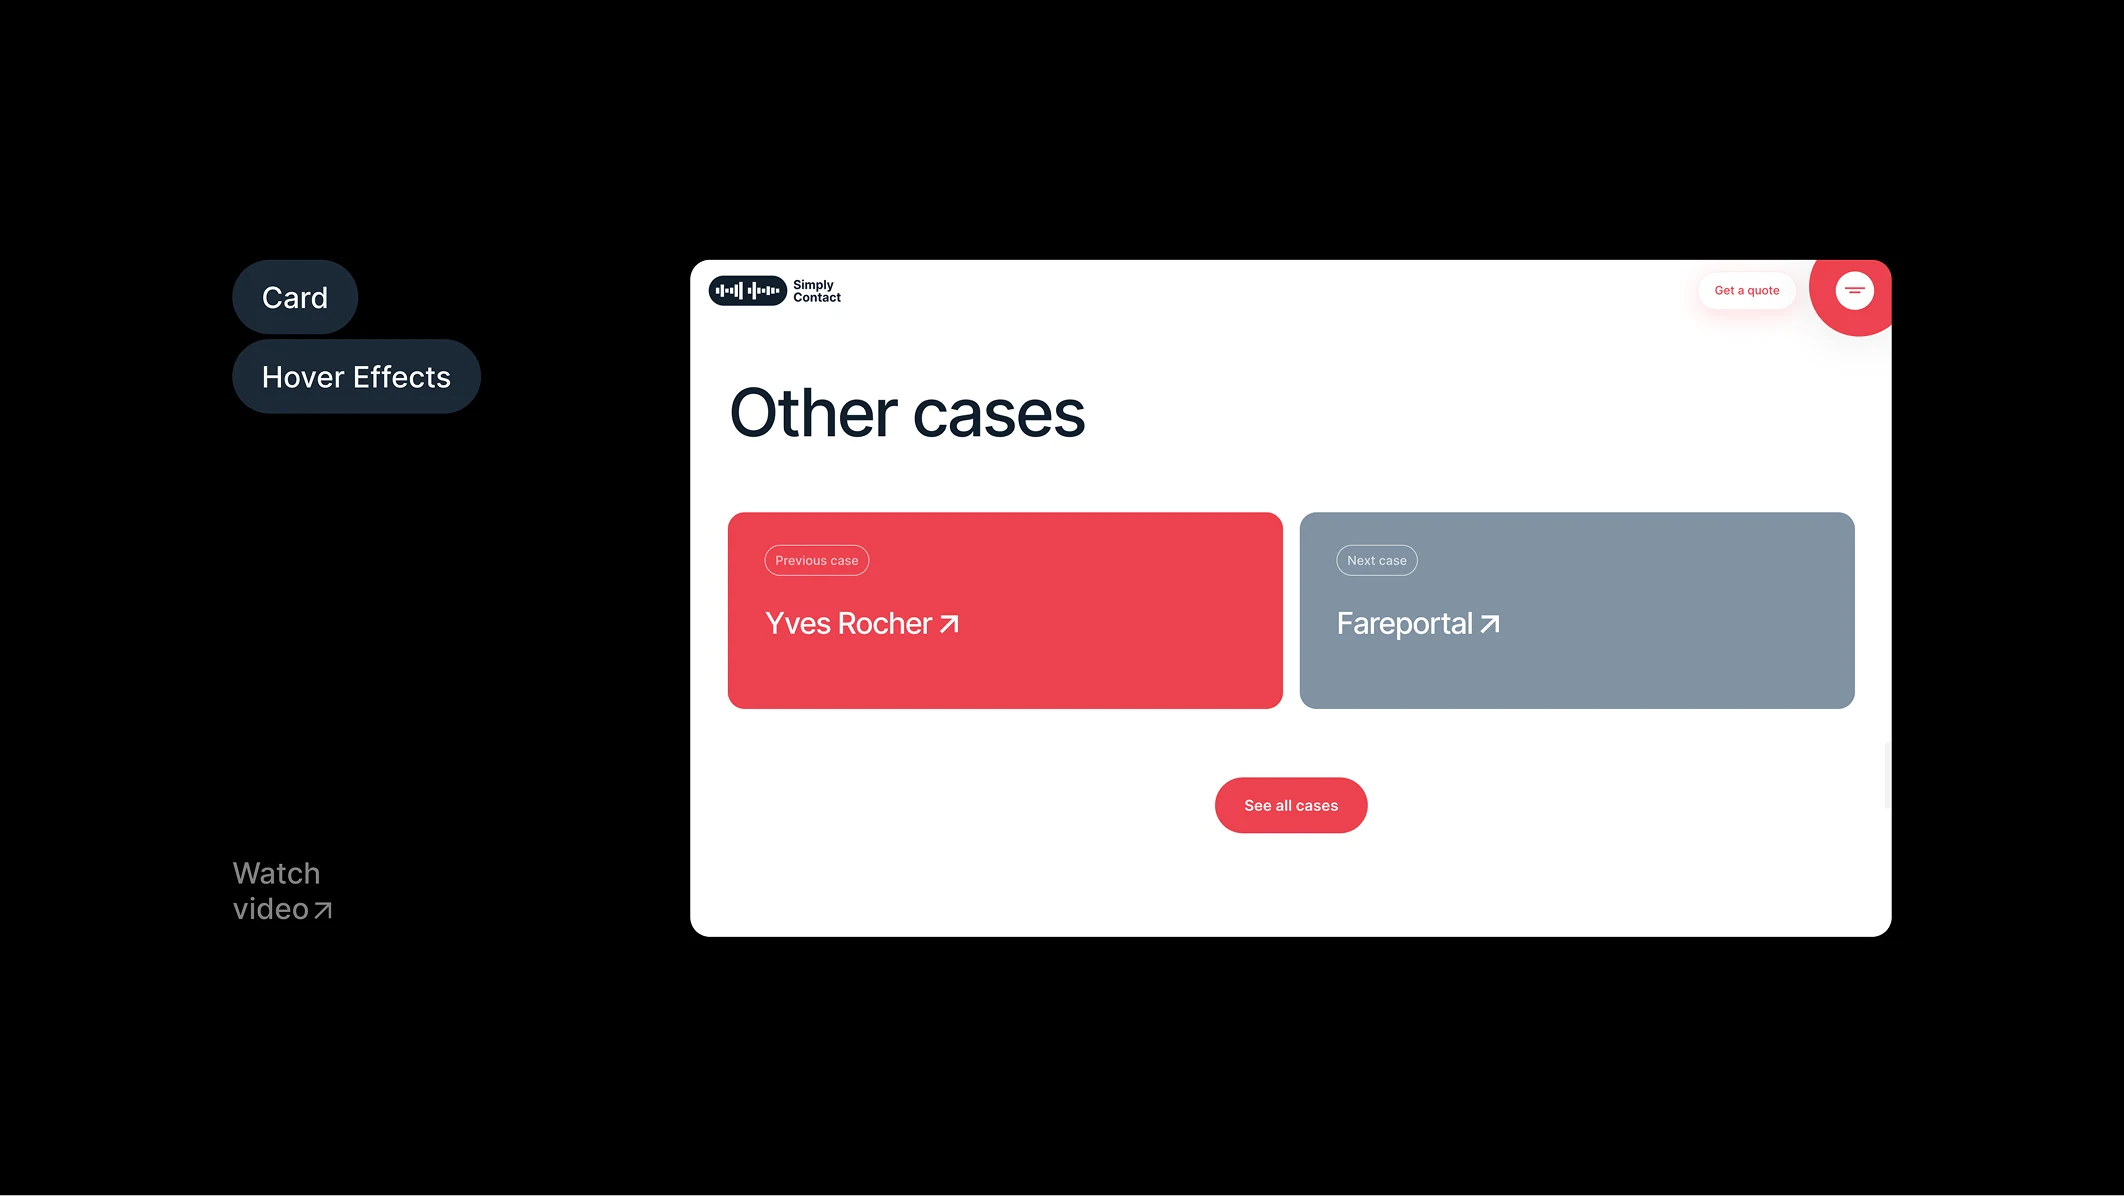 Card
Hover Effects
Watch
video
Simply
Contact
Get a quote
Other cases
Previous case
Yves Rocher
Next case
Fareportal
See all cases